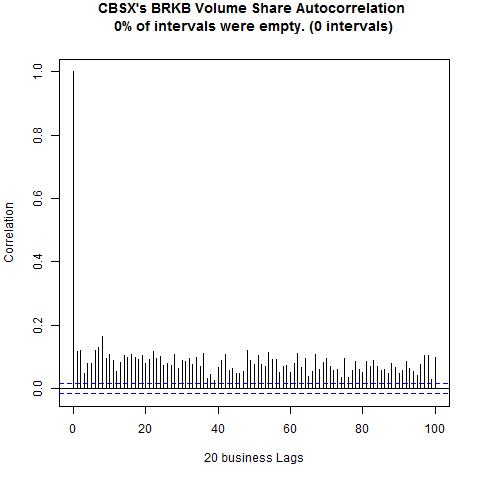 CBSX's BRKB Volume Share Autocorrelation
0% of intervals were empty. (0 intervals)
Correlation
1.0
0.8
0.6
0.4
0.2
0.0
0 20 40 60 80 100
20 business Lags